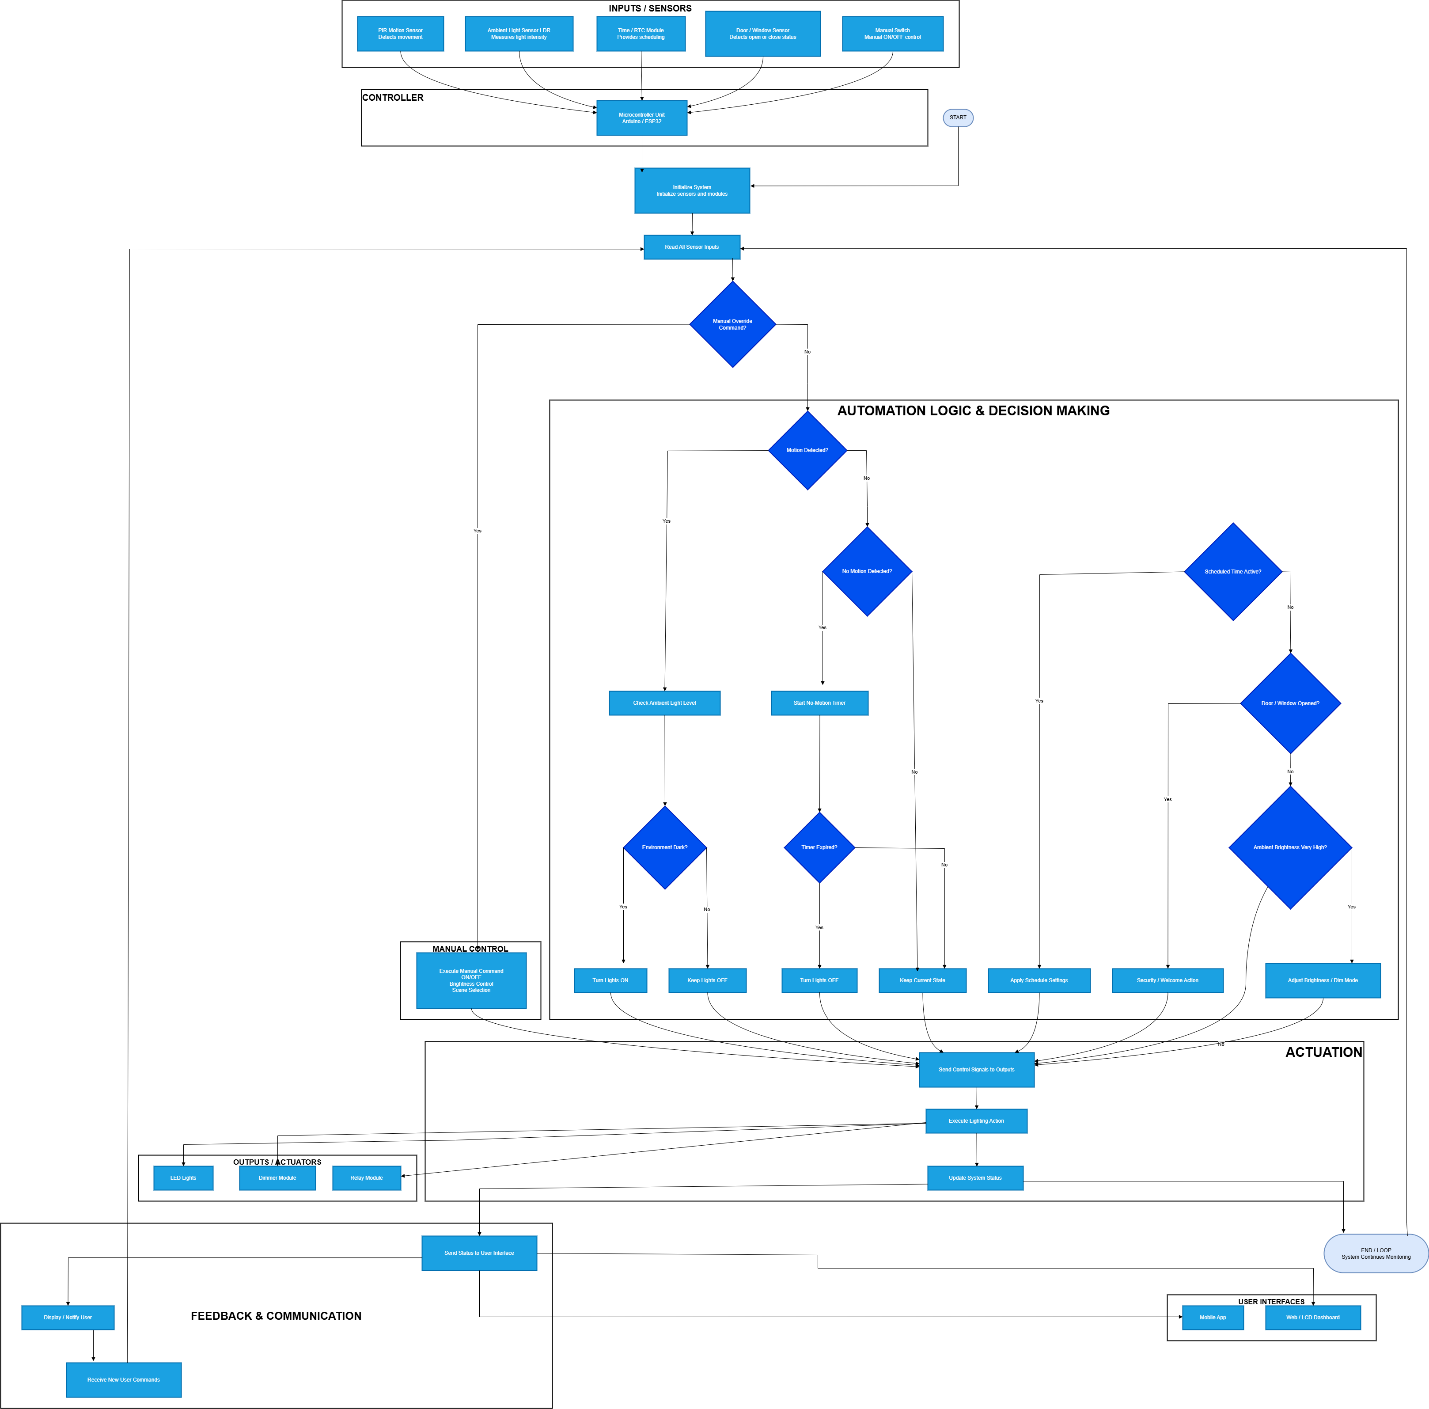 INPUTS / SENSORS
PIR Motion Sensor
Detects movement
Ambient Light Sensor LDR
Measures light intensity
Time / RTC Module
Provides scheduling
Door / Window Sensor
Detects open or close status
Manual Switch
Manual ON/OFF control
CONTROLLER
Microcontroller Unit
Arduino / ESP32
START
Initialize System
Initialize sensors and modules
Read All Sensor Inputs
Manual Override
Command?
No
Yes
AUTOMATION LOGIC & DECISION MAKING
Motion Detected?
No
Yes
No Motion Detected?
Scheduled Time Active?
No
Yes
Yes
No
Check Ambient Light Level
Start No-Motion Timer
Door / Window Opened?
No
Yes
Environment Dark?
Timer Expired?
Ambient Brightness Very High?
No
Yes
No
Yes
Yes
MANUAL CONTROL
Execute Manual Command
ON/OFF
Brightness Control
Scene Selection
Turn Lights ON
Keep Lights OFF
Turn Lights OFF
Keep Current State
Apply Schedule Settings
Security / Welcome Action
Adjust Brightness / Dim Mode
No
ACTUATION
Send Control Signals to Outputs
Execute Lighting Action
Update System Status
OUTPUTS / ACTUATORS
LED Lights
Dimmer Module
Relay Module
Send Status to User Interface
END / LOOP
System Continues Monitoring
FEEDBACK & COMMUNICATION
Display / Notify User
Receive New User Commands
USER INTERFACES
Mobile App
Web / LCD Dashboard